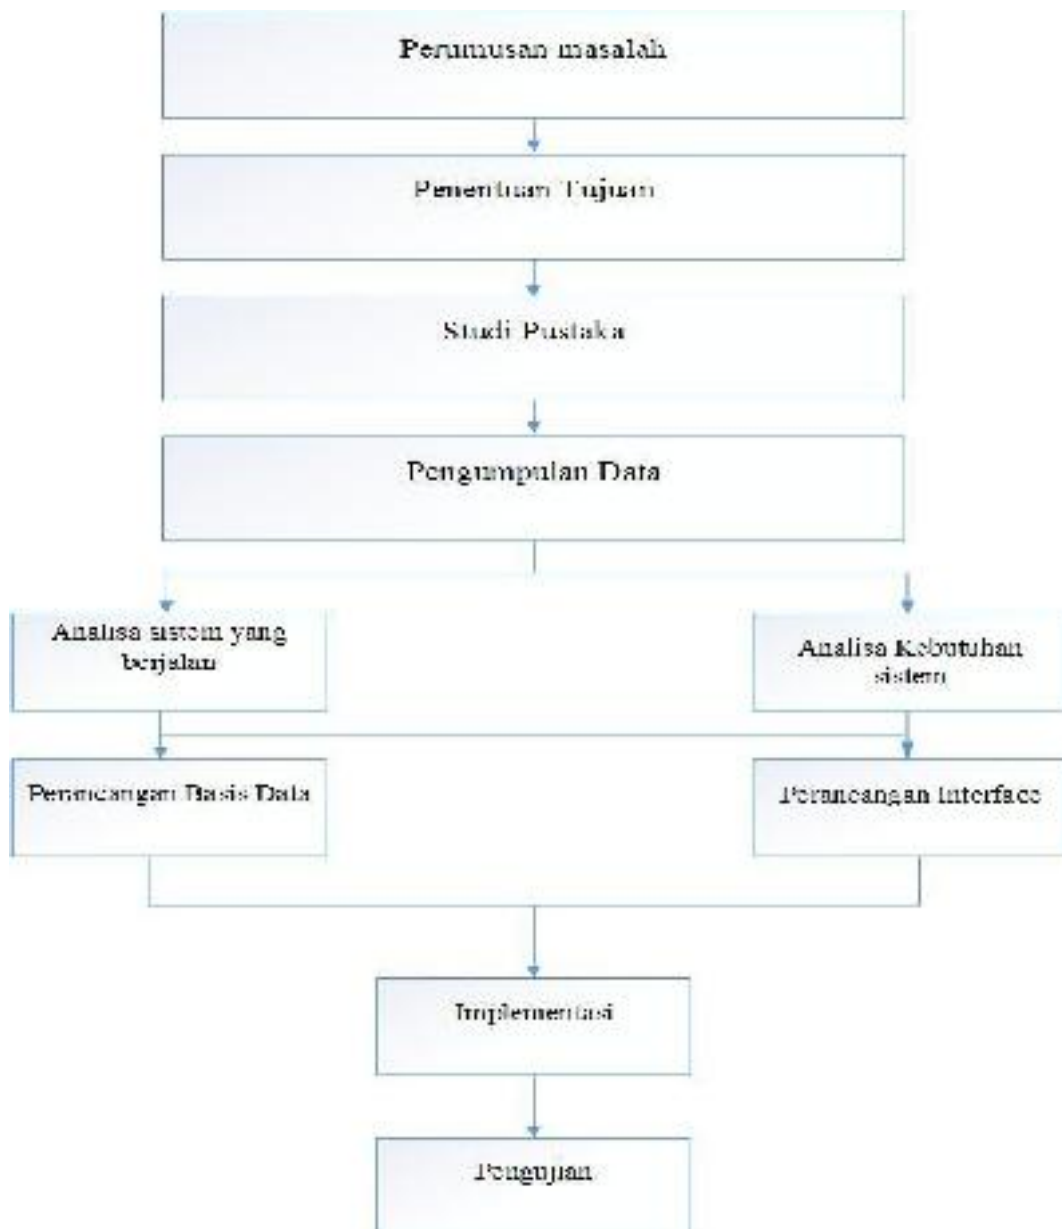 Perumusan masalah
Penentuan Tujuan
Studi Pustaka
Pengumpulan Data
Analisa sistem yang
berjalan
Analisa Kebutuhan
sistem
Perancangan Basis Data
Perancangan Interface
Implementasi
Pengujian